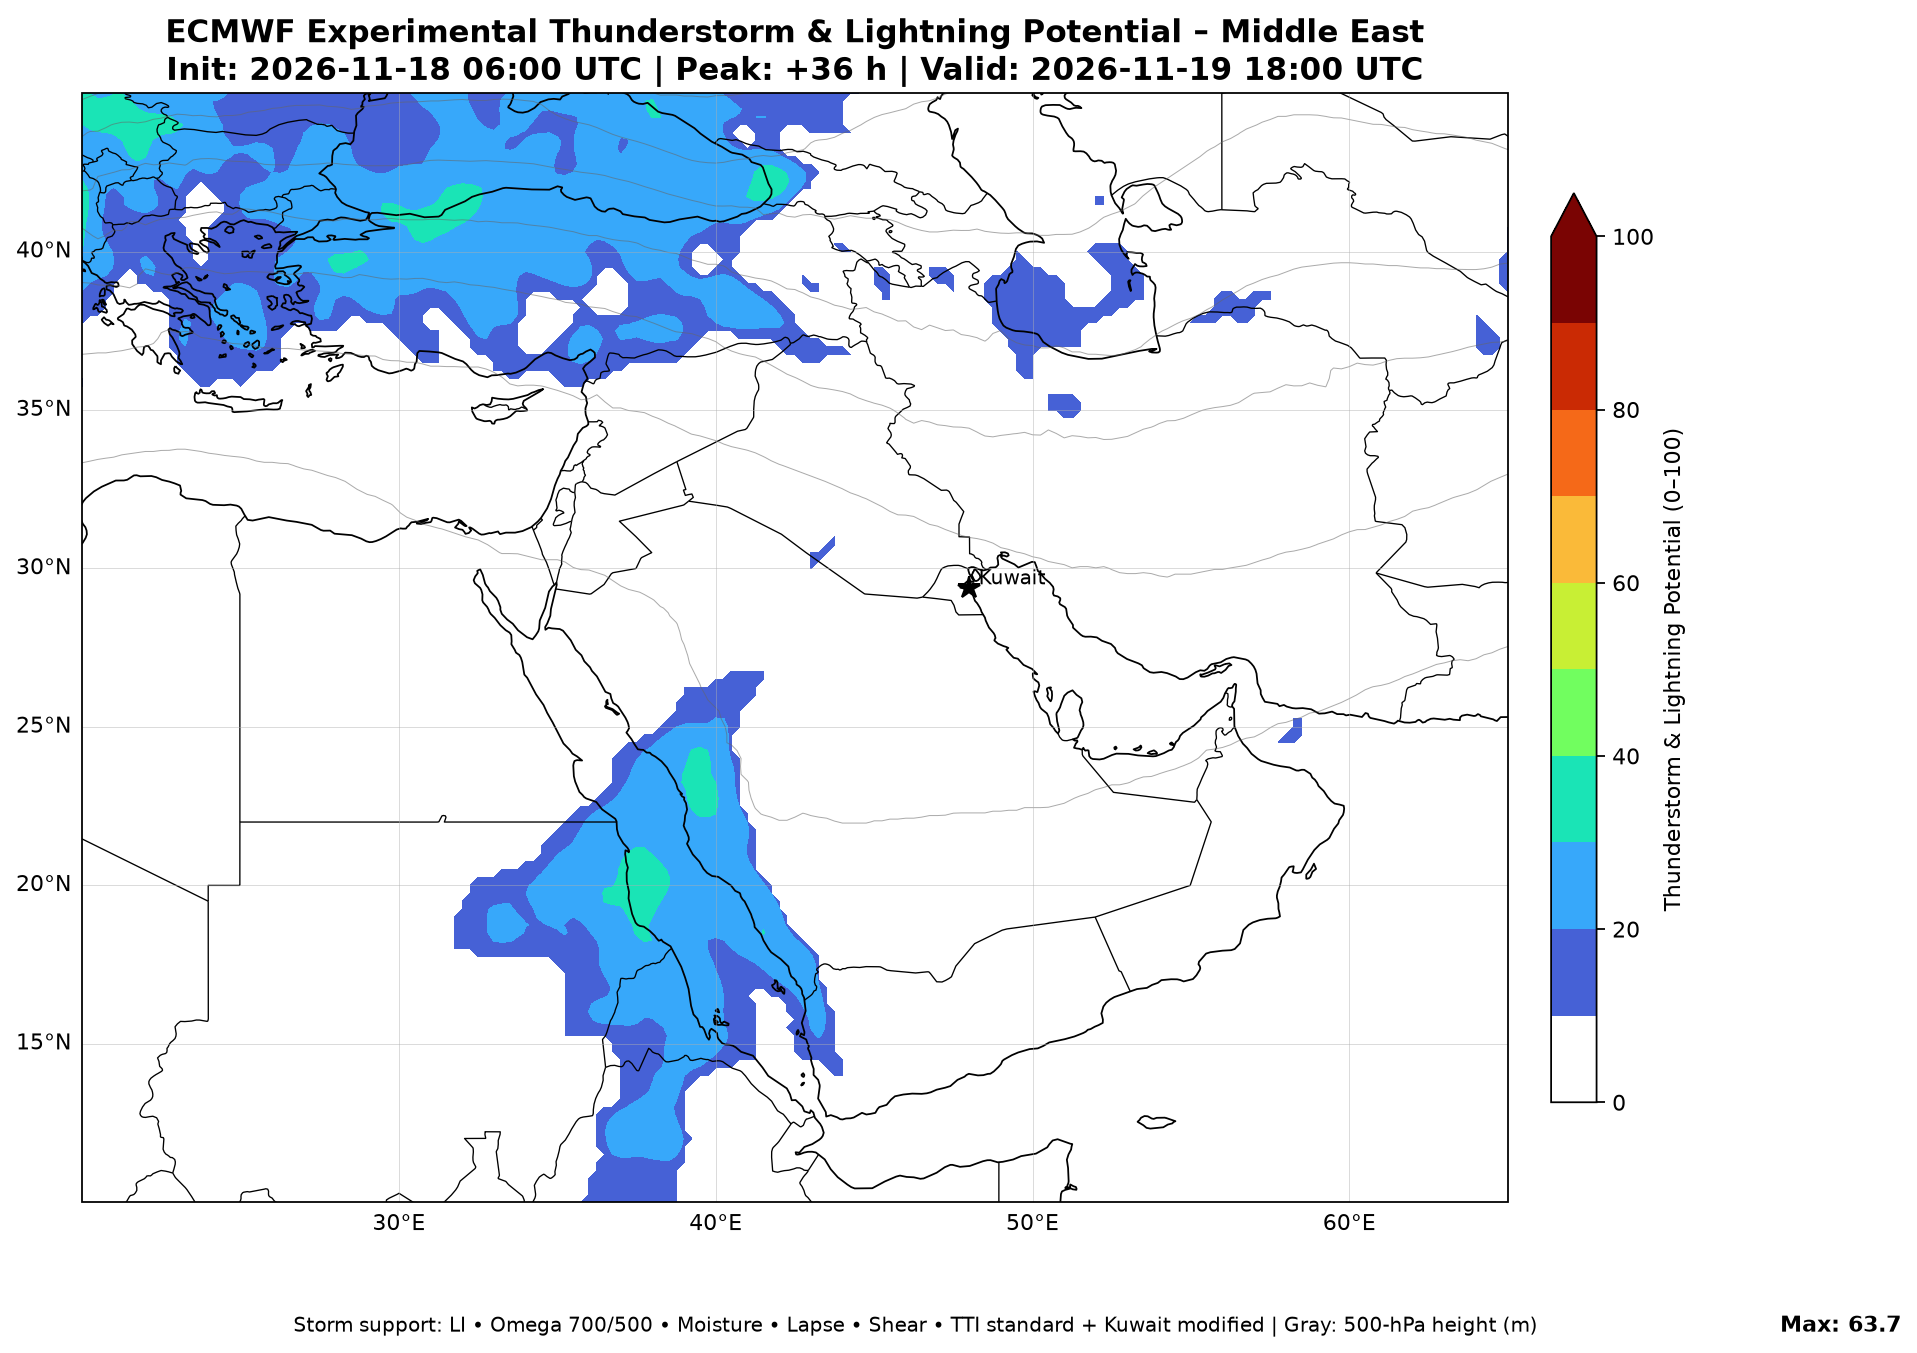 ECMWF Experimental Thunderstorm & Lightning Potential – Middle East
Init: 2026-11-18 06:00 UTC | Peak: +36 h | Valid: 2026-11-19 18:00 UTC
40°N
35°N
30°N
25°N
20°N
15°N
30°E
40°E
50°E
60°E
Kuwait
100
80
60
40
20
0
Thunderstorm & Lightning Potential (0–100)
Storm support: LI • Omega 700/500 • Moisture • Lapse • Shear • TTI standard + Kuwait modified | Gray: 500-hPa height (m)
Max: 63.7